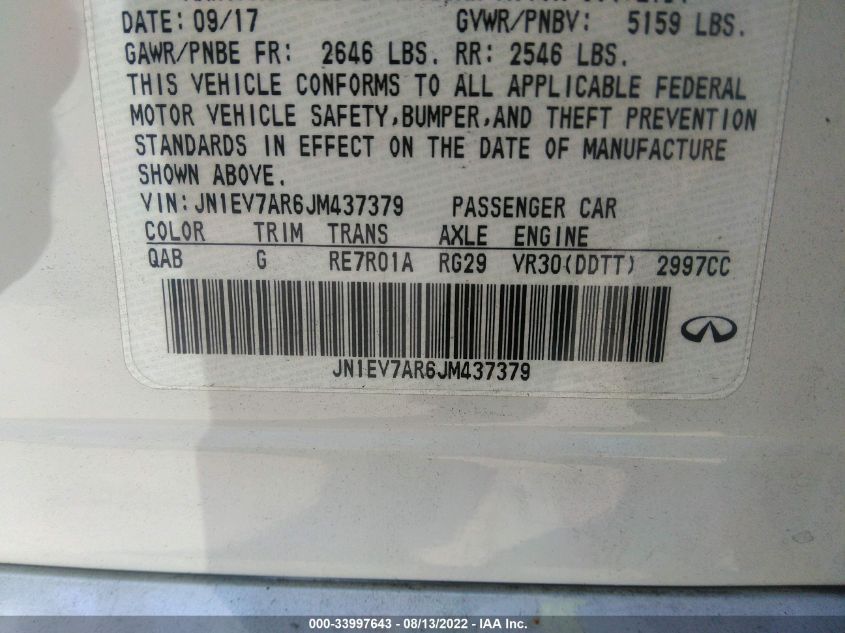 DATE: 09/17 GVWR/PNBV: 5159 LBS.
GAWR/PNBE FR: 2646 LBS. RR: 2546 LBS.
THIS VEHICLE CONFORMS TO ALL APPLICABLE FEDERAL
MOTOR VEHICLE SAFETY,BUMPER,AND THEFT PREVENTION
STANDARDS IN EFFECT ON THE DATE OF MANUFACTURE
SHOWN ABOVE.
VIN:JN1EV7AR6JM437379 PASSENGER CAR
COLOR TRIM TRANS AXLE ENGINE
QAB G RE7R01A RG29 VR30(DDTT) 2997CC
JN1EV7AR6JM437379
000-33997643 - 08/13/2022 - IAA Inc.